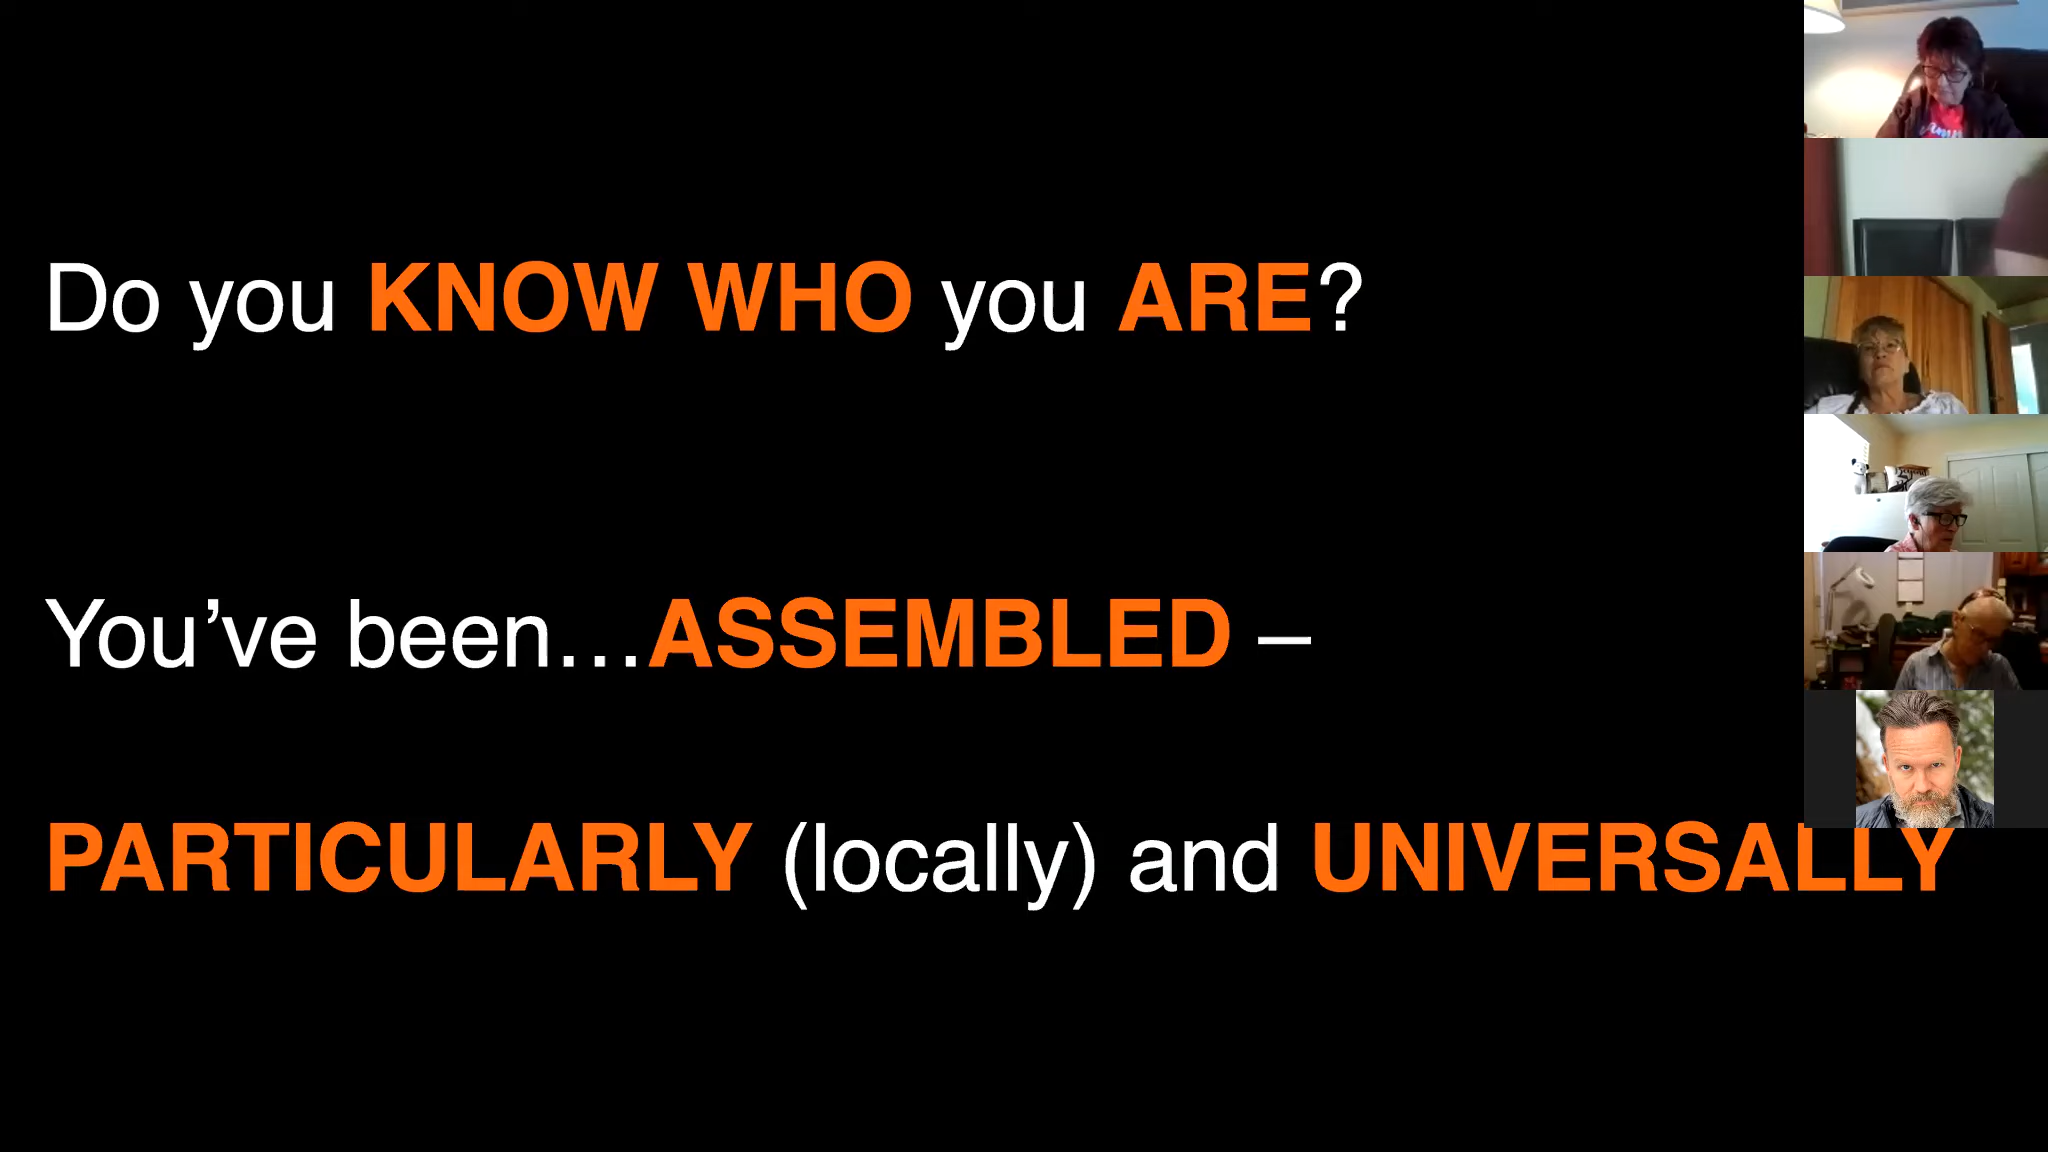 Do you KNOW WHO you ARE?
You’ve been…ASSEMBLED –
PARTICULARLY (locally) and UNIVERSALLY